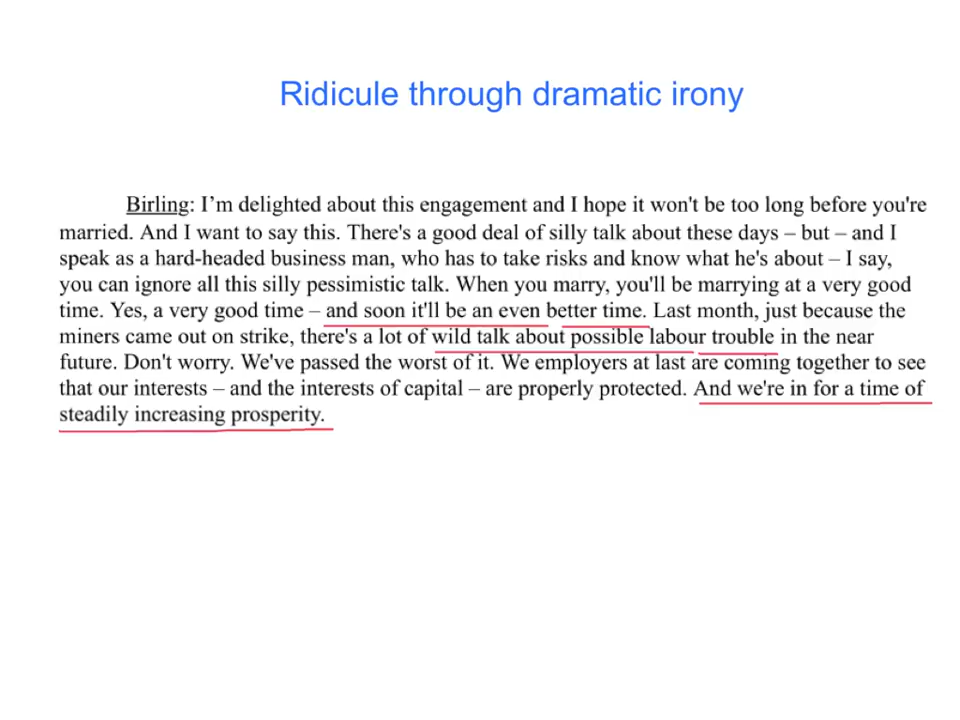 Ridicule through dramatic irony
Birling: I’m delighted about this engagement and I hope it won't be too long before you're
married. And I want to say this. There's a good deal of silly talk about these days – but – and I
speak as a hard-headed business man, who has to take risks and know what he's about – I say,
you can ignore all this silly pessimistic talk. When you marry, you'll be marrying at a very good
time. Yes, a very good time – and soon it'll be an even better time. Last month, just because the
miners came out on strike, there's a lot of wild talk about possible labour trouble in the near
future. Don't worry. We've passed the worst of it. We employers at last are coming together to see
that our interests – and the interests of capital – are properly protected. And we're in for a time of
steadily increasing prosperity.